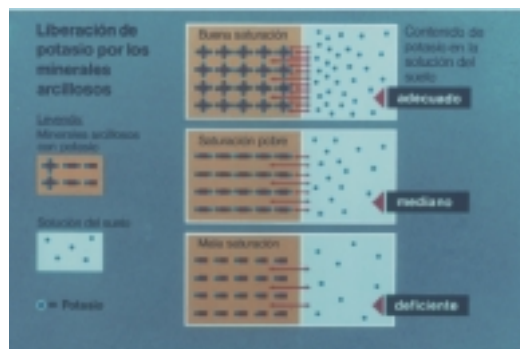 Liberación de
potasio por los
minerales
arcillosos
Leyenda:
Minerales arcillosos
con potasio
Solución del suelo
= Potasio
Buena saturación
Saturación pobre
Mala saturación
Contenido de
potasio en la
solución del
suelo
adecuado
mediano
deficiente